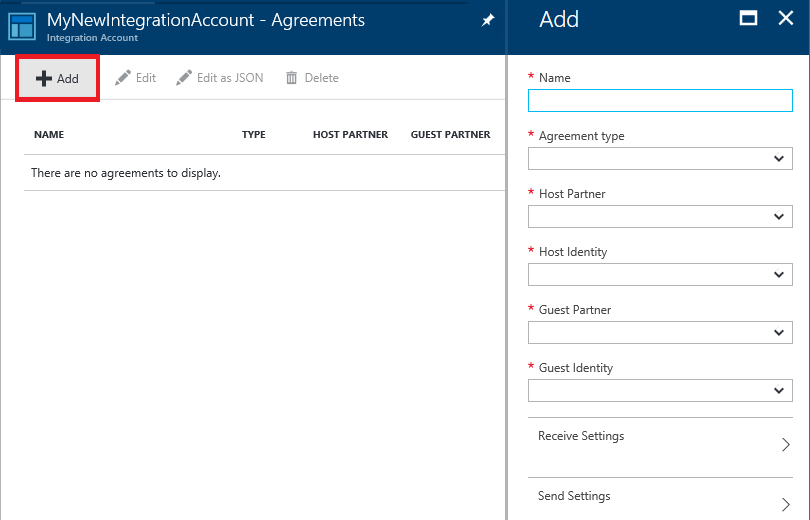 MyNewIntegrationAccount - Agreements
Integration Account
Add Edit Edit as JSON Delete
NAME TYPE HOST PARTNER GUEST PARTNER
There are no agreements to display.
Add
* Name
* Agreement type
* Host Partner
* Host Identity
* Guest Partner
* Guest Identity
Receive Settings
Send Settings